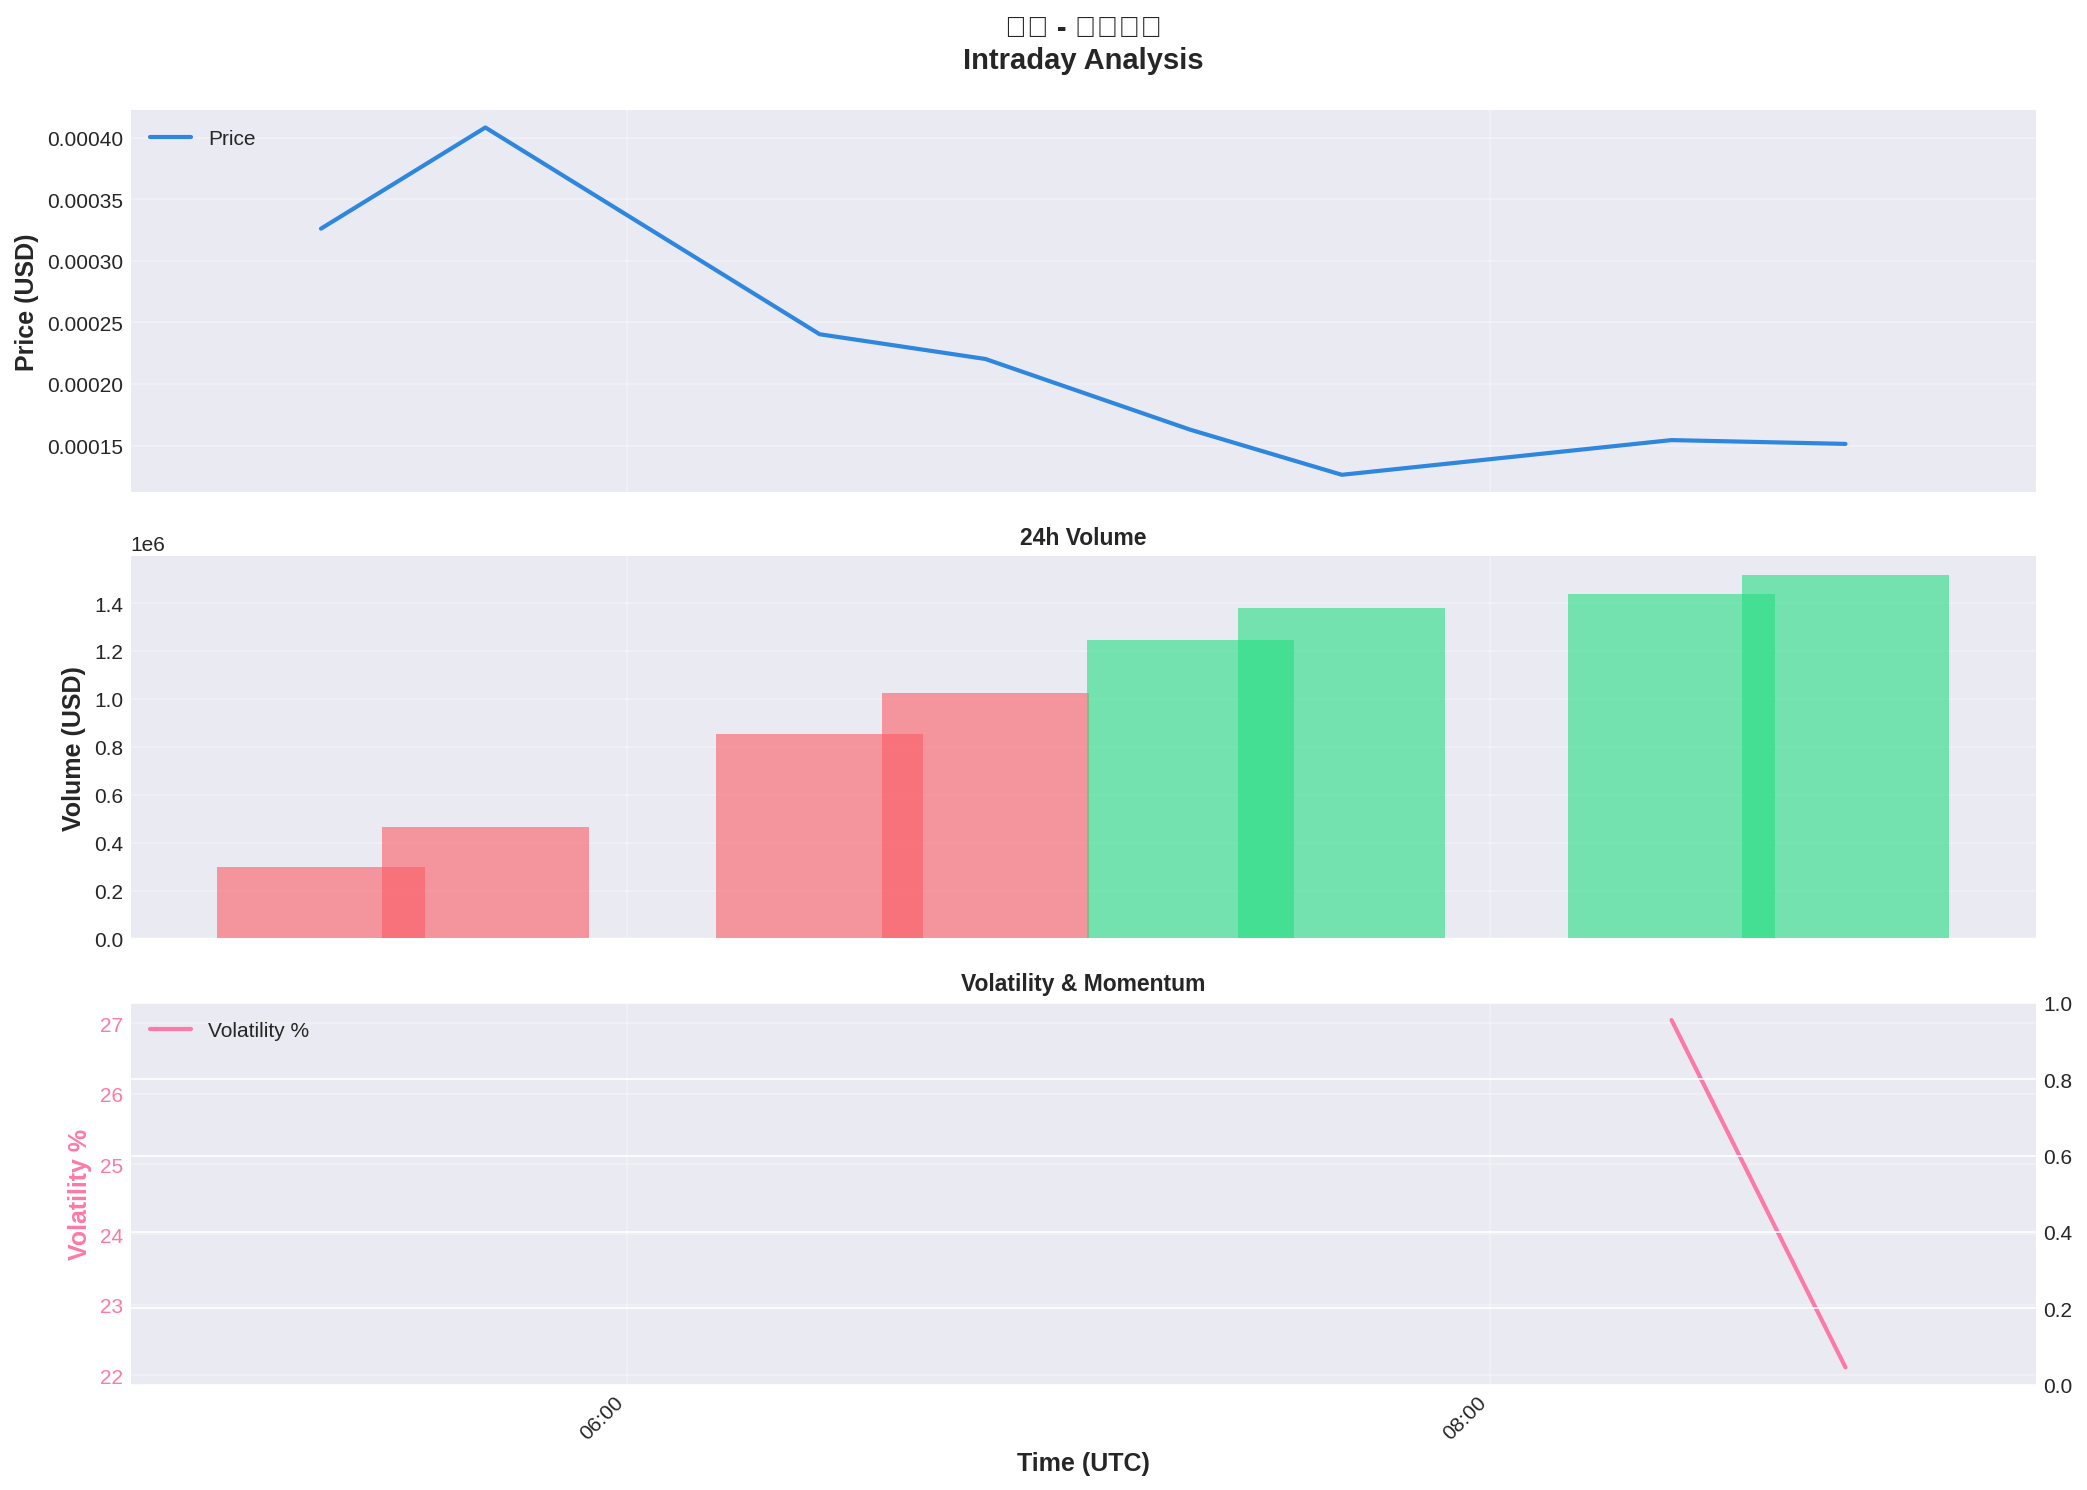 Intraday Analysis
Price
0.00040
0.00035
0.00030
0.00025
0.00020
0.00015
Price (USD)
24h Volume
1e6
1.4
1.2
1.0
0.8
0.6
0.4
0.2
0.0
Volume (USD)
Volatility & Momentum
Volatility %
27
26
25
24
23
22
Volatility %
1.0
0.8
0.6
0.4
0.2
0.0
06:00
08:00
Time (UTC)